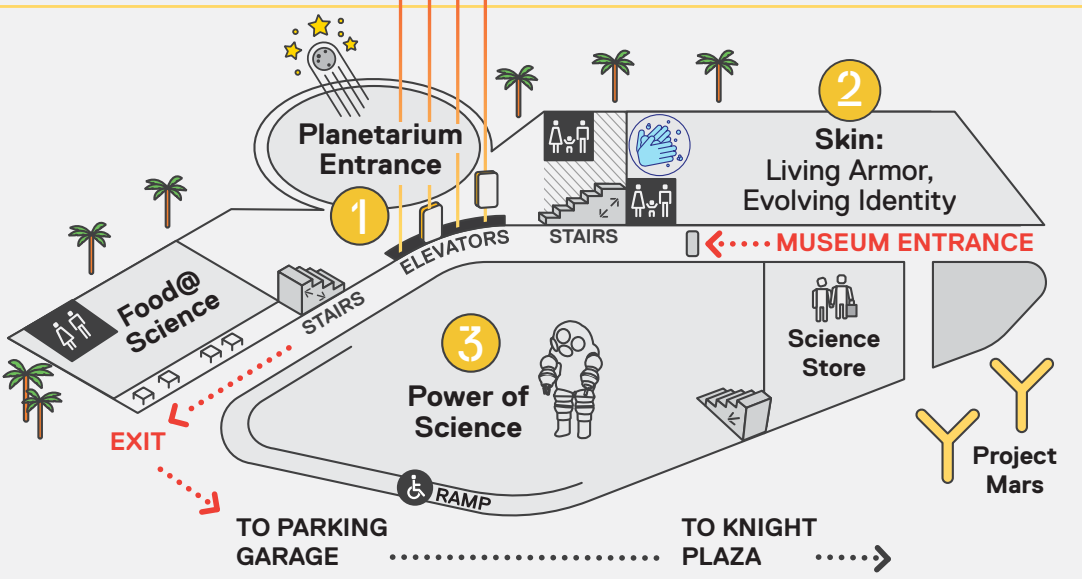 Planetarium
Entrance
1
2
Skin:
Living Armor,
Evolving Identity
ELEVATORS
STAIRS
MUSEUM ENTRANCE
Food@
Science
STAIRS
3
Power of
Science
Science
Store
EXIT
RAMP
Project
Mars
TO PARKING
GARAGE
TO KNIGHT
PLAZA